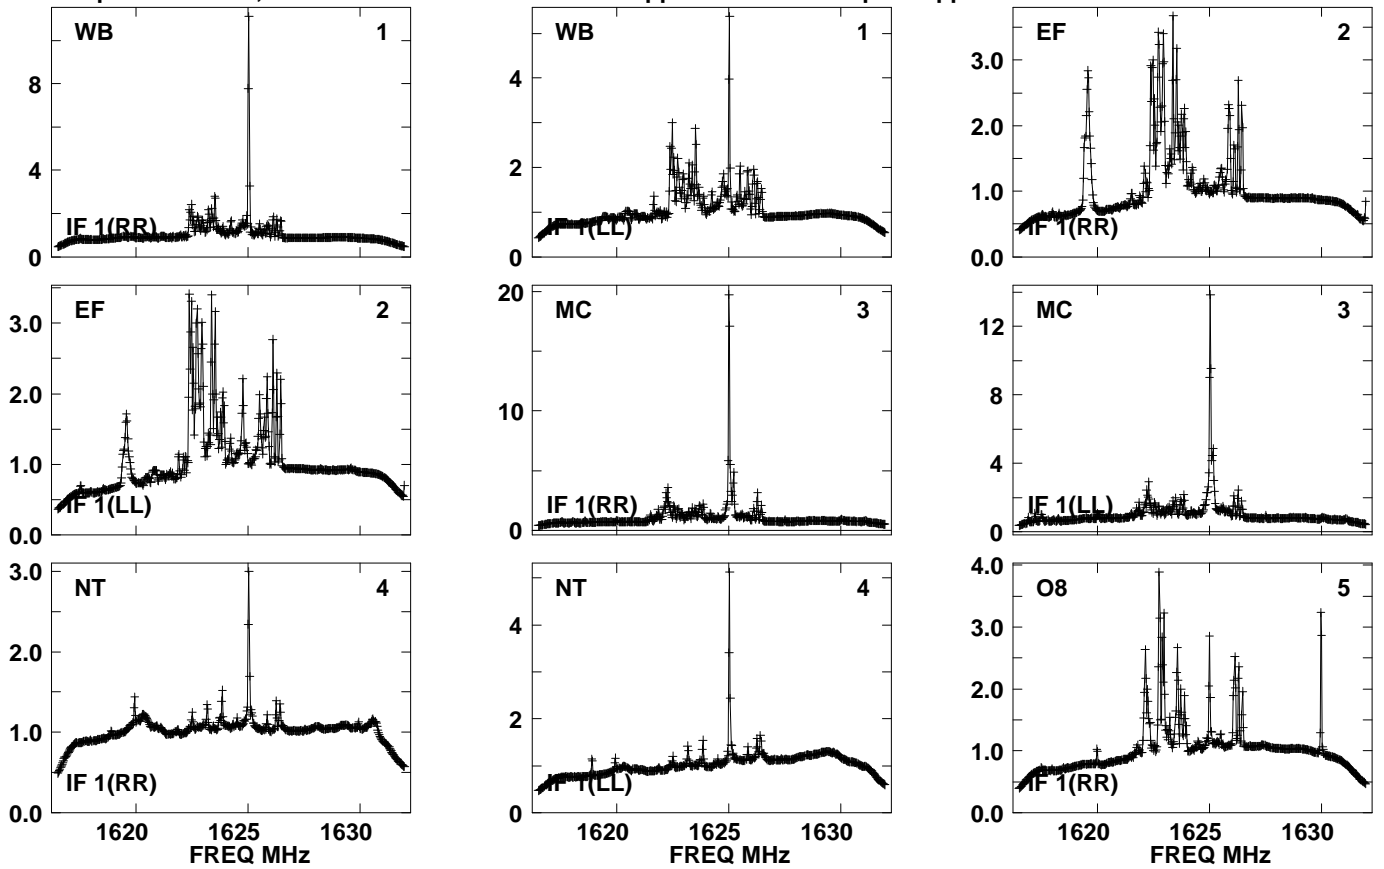 WB 1
8
4
0
IF 1(RR)
WB 1
4
2
0
IF 1(LL)
EF 2
3.0
2.0
1.0
0.0
IF 1(RR)
EF 2
3.0
2.0
1.0
0.0
IF 1(LL)
MC 3
20
10
0
IF 1(RR)
MC 3
12
8
4
0
IF 1(LL)
NT 4
3.0
2.0
1.0
0.0
IF 1(RR)
1620 1625 1630
FREQ MHz
NT 4
4
2
0
IF 1(LL)
1620 1625 1630
FREQ MHz
O8 5
4.0
3.0
2.0
1.0
0.0
IF 1(RR)
1620 1625 1630
FREQ MHz